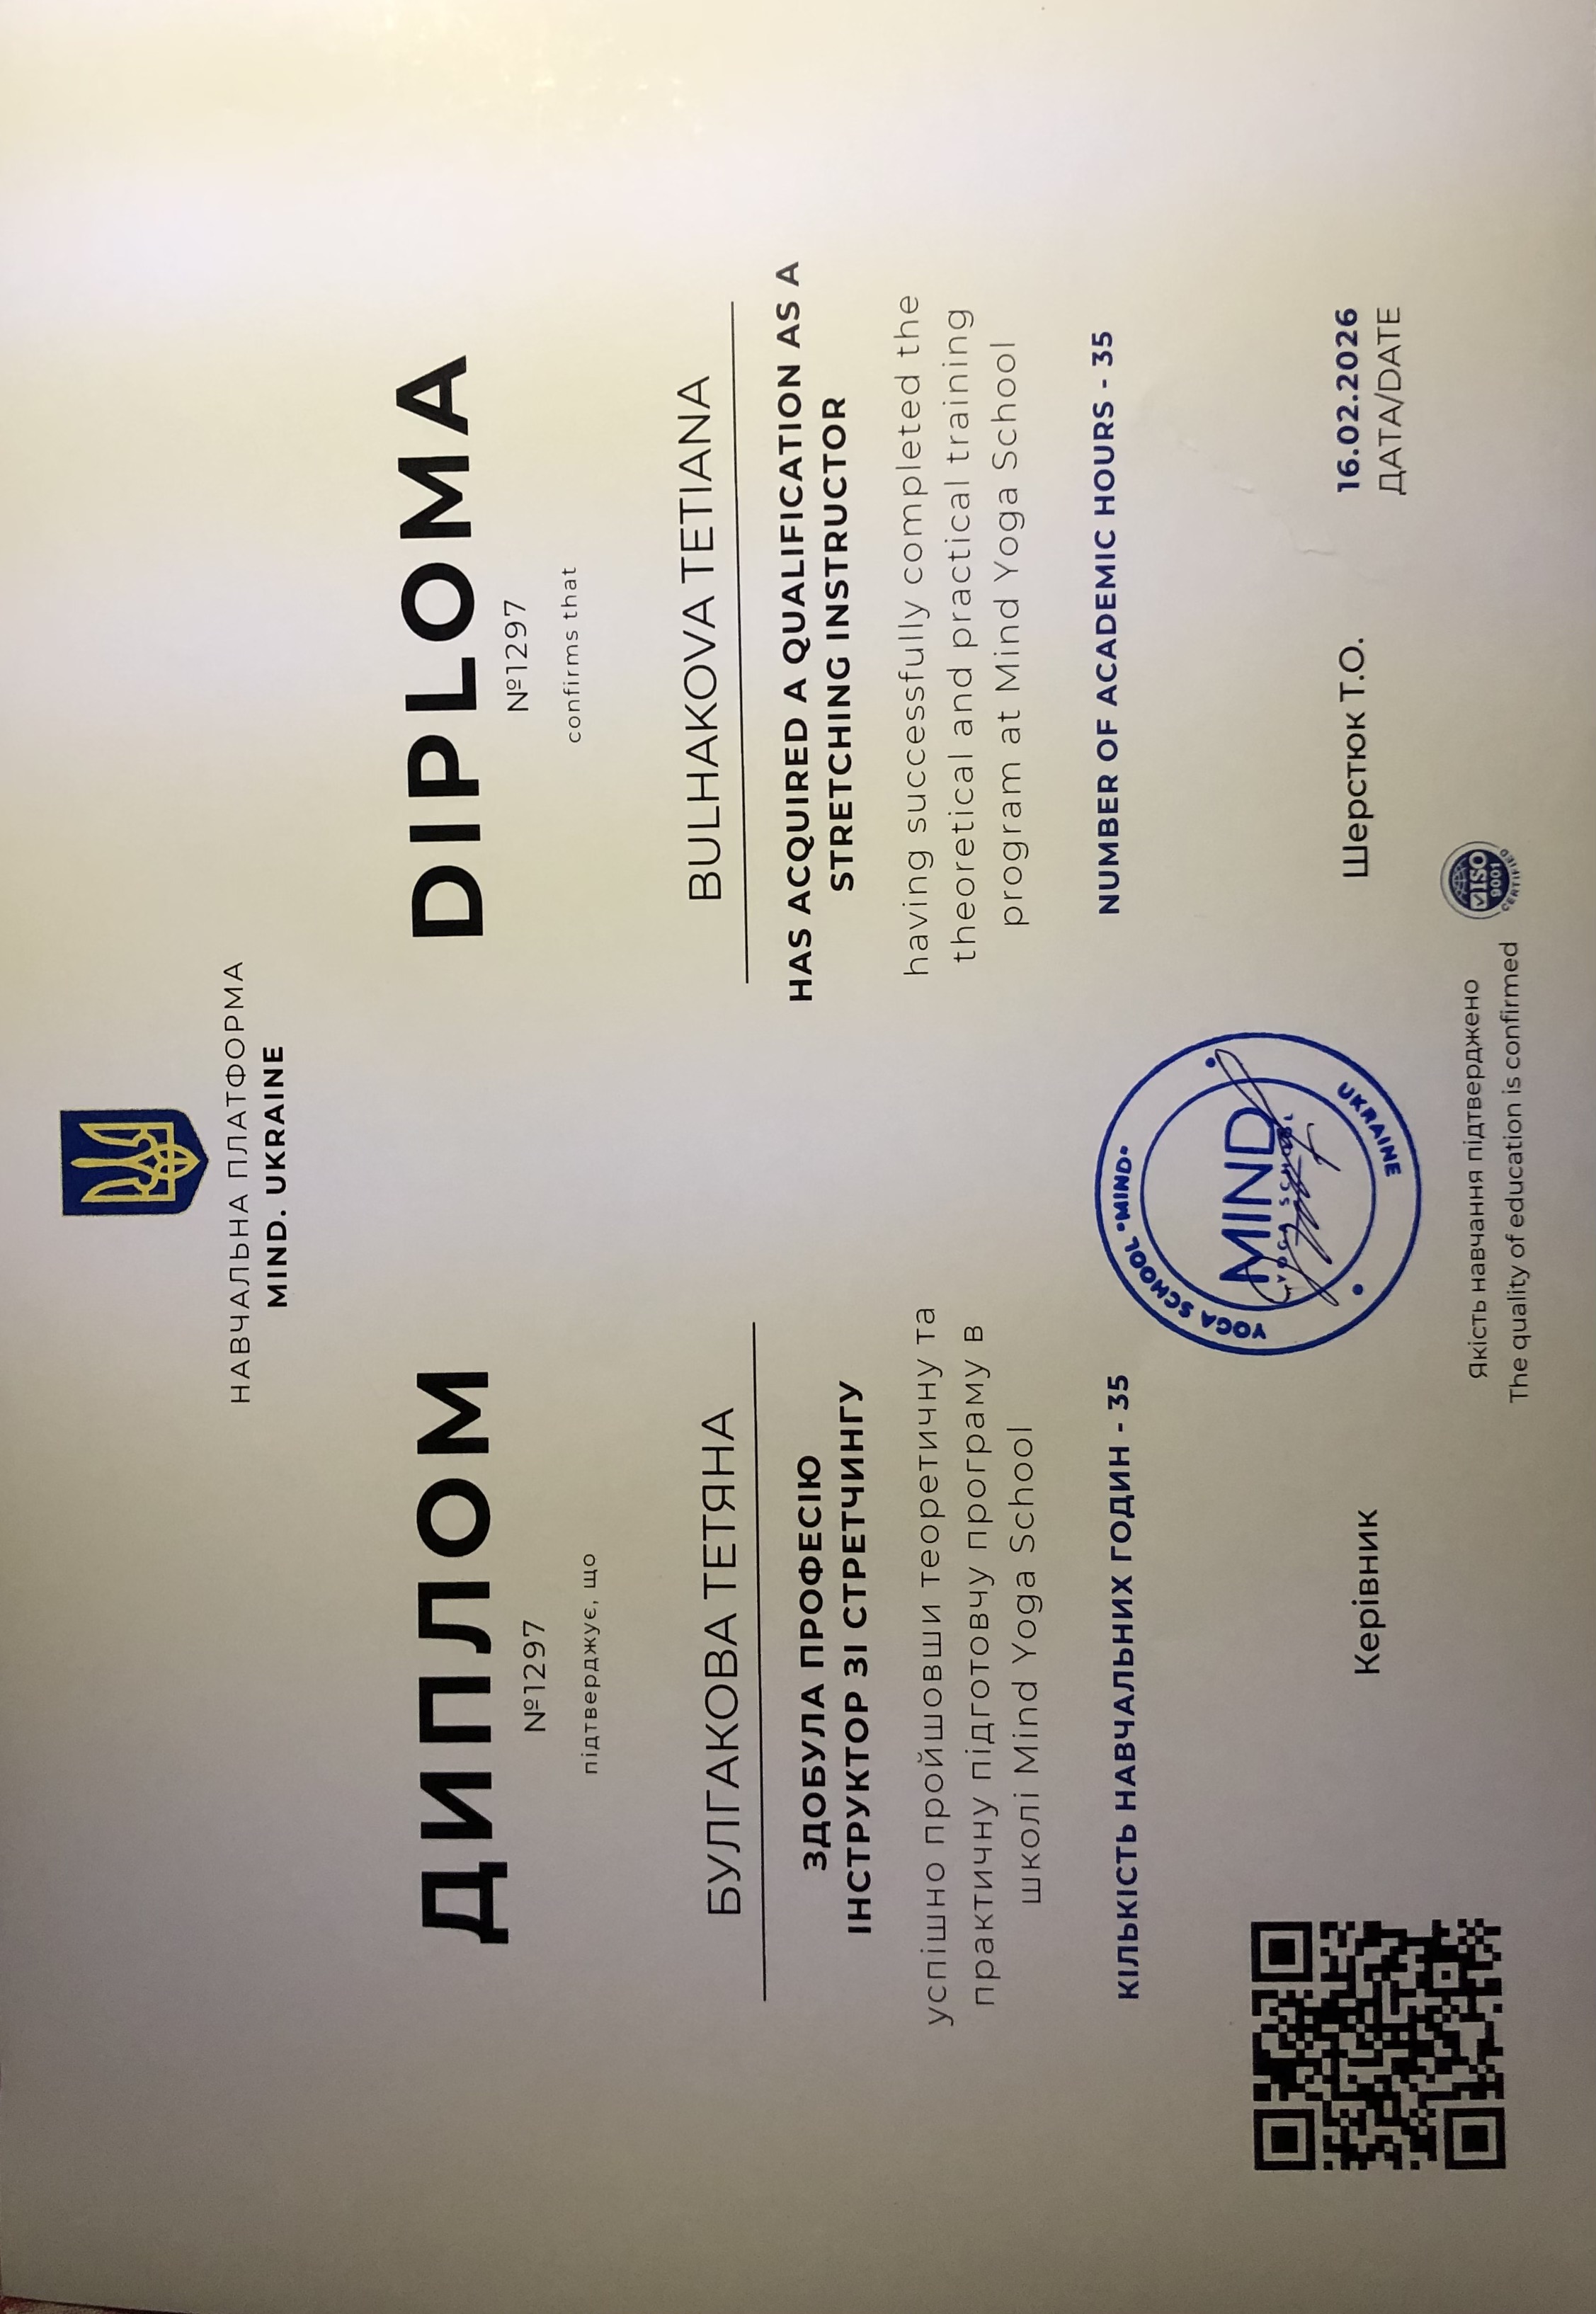 НАВЧАЛЬНА ПЛАТФОРМА
MIND. UKRAINE
ДИПЛОМ
№1297
підтверджує, що
БУЛГАКОВА ТЕТЯНА
ЗДОБУЛА ПРОФЕСІЮ
ІНСТРУКТОР ЗІ СТРЕТЧИНГУ
успішно пройшовши теоретичну та
практичну підготовчу програму в
школі Mind Yoga School
КІЛЬКІСТЬ НАВЧАЛЬНИХ ГОДИН - 35
DIPLOMA
№1297
confirms that
BULHAKOVA TETIANA
HAS ACQUIRED A QUALIFICATION AS A
STRETCHING INSTRUCTOR
having successfully completed the
theoretical and practical training
program at Mind Yoga School
NUMBER OF ACADEMIC HOURS - 35
Керівник
YOGA SCHOOL "MIND"
MIND
YOGA SCHOOL
UKRAINE
Шерстюк Т.О.
16.02.2026
ДАТА/DATE
Якість навчання підтверджено
The quality of education is confirmed
ISO
9001
CERTIFIED